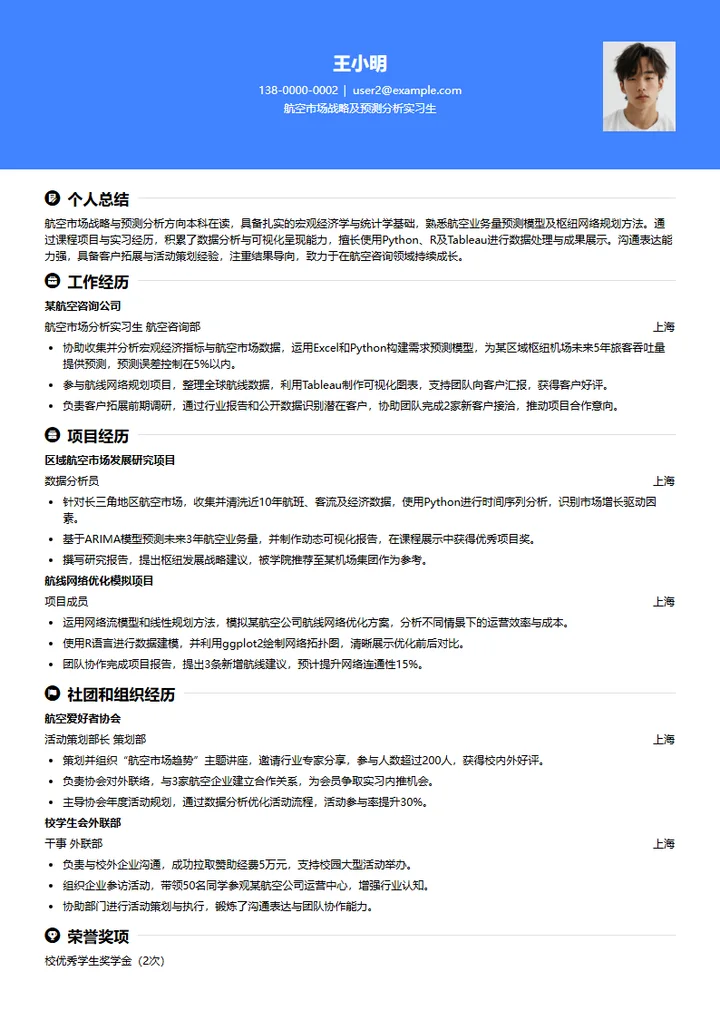 王小明
138-0000-0002 | user2@example.com
航空市场战略及预测分析实习生
个人总结
航空市场战略与预测分析方向本科在读，具备扎实的宏观经济学与统计学基础，熟悉航空业务量预测模型及枢纽网络规划方法。通
过课程项目与实习经历，积累了数据分析与可视化呈现能力，擅长使用Python、R及Tableau进行数据处理与成果展示。沟通表达能
力强，具备客户拓展与活动策划经验，注重结果导向，致力于在航空咨询领域持续成长。
工作经历
某航空咨询公司
航空市场分析实习生 航空咨询部 上海
• 协助收集并分析宏观经济指标与航空市场数据，运用Excel和Python构建需求预测模型，为某区域枢纽机场未来5年旅客吞吐量
提供预测，预测误差控制在5%以内。
• 参与航线网络规划项目，整理全球航线数据，利用Tableau制作可视化图表，支持团队向客户汇报，获得客户好评。
• 负责客户拓展前期调研，通过行业报告和公开数据识别潜在客户，协助团队完成2家新客户接洽，推动项目合作意向。
项目经历
区域航空市场发展研究项目
数据分析员 上海
• 针对长三角地区航空市场，收集并清洗近10年航班、客流及经济数据，使用Python进行时间序列分析，识别市场增长驱动因
素。
• 基于ARIMA模型预测未来3年航空业务量，并制作动态可视化报告，在课程展示中获得优秀项目奖。
• 撰写研究报告，提出枢纽发展战略建议，被学院推荐至某机场集团作为参考。
航线网络优化模拟项目
项目成员 上海
• 运用网络流模型和线性规划方法，模拟某航空公司航线网络优化方案，分析不同情景下的运营效率与成本。
• 使用R语言进行数据建模，并利用ggplot2绘制网络拓扑图，清晰展示优化前后对比。
• 团队协作完成项目报告，提出3条新增航线建议，预计提升网络连通性15%。
社团和组织经历
航空爱好者协会
活动策划部长 策划部 上海
• 策划并组织“航空市场趋势”主题讲座，邀请行业专家分享，参与人数超过200人，获得校内外好评。
• 负责协会对外联络，与3家航空企业建立合作关系，为会员争取实习内推机会。
• 主导协会年度活动规划，通过数据分析优化活动流程，活动参与率提升30%。
校学生会外联部
干事 外联部 上海
• 负责与校外企业沟通，成功拉取赞助经费5万元，支持校园大型活动举办。
• 组织企业参访活动，带领50名同学参观某航空公司运营中心，增强行业认知。
• 协助部门进行活动策划与执行，锻炼了沟通表达与团队协作能力。
荣誉奖项
校优秀学生奖学金（2次）